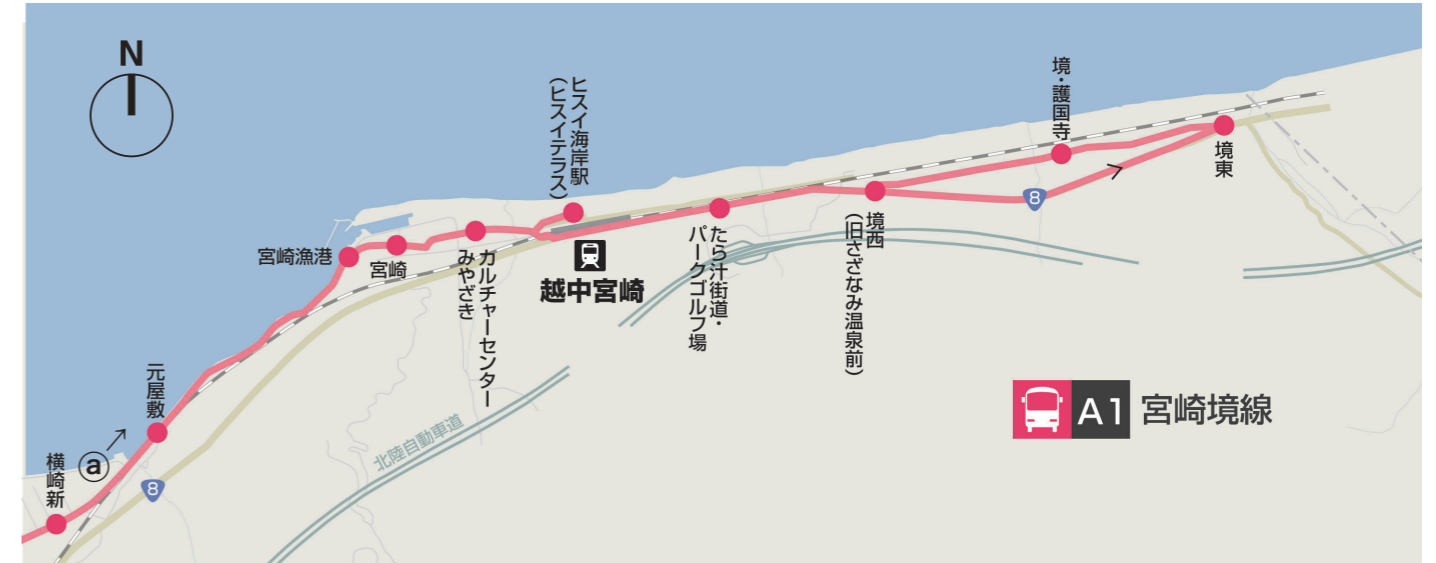 N
横崎新
ⓐ
8
元屋敷
宮崎漁港
宮崎
カルチャーセンター
みやざき
北陸自動車道
ヒスイ海岸駅
（ヒスイテラス）
越中宮崎
たら汁街道・
パークゴルフ場
境西
（旧さざなみ温泉前）
境・護国寺
8
境東
A1 宮崎境線